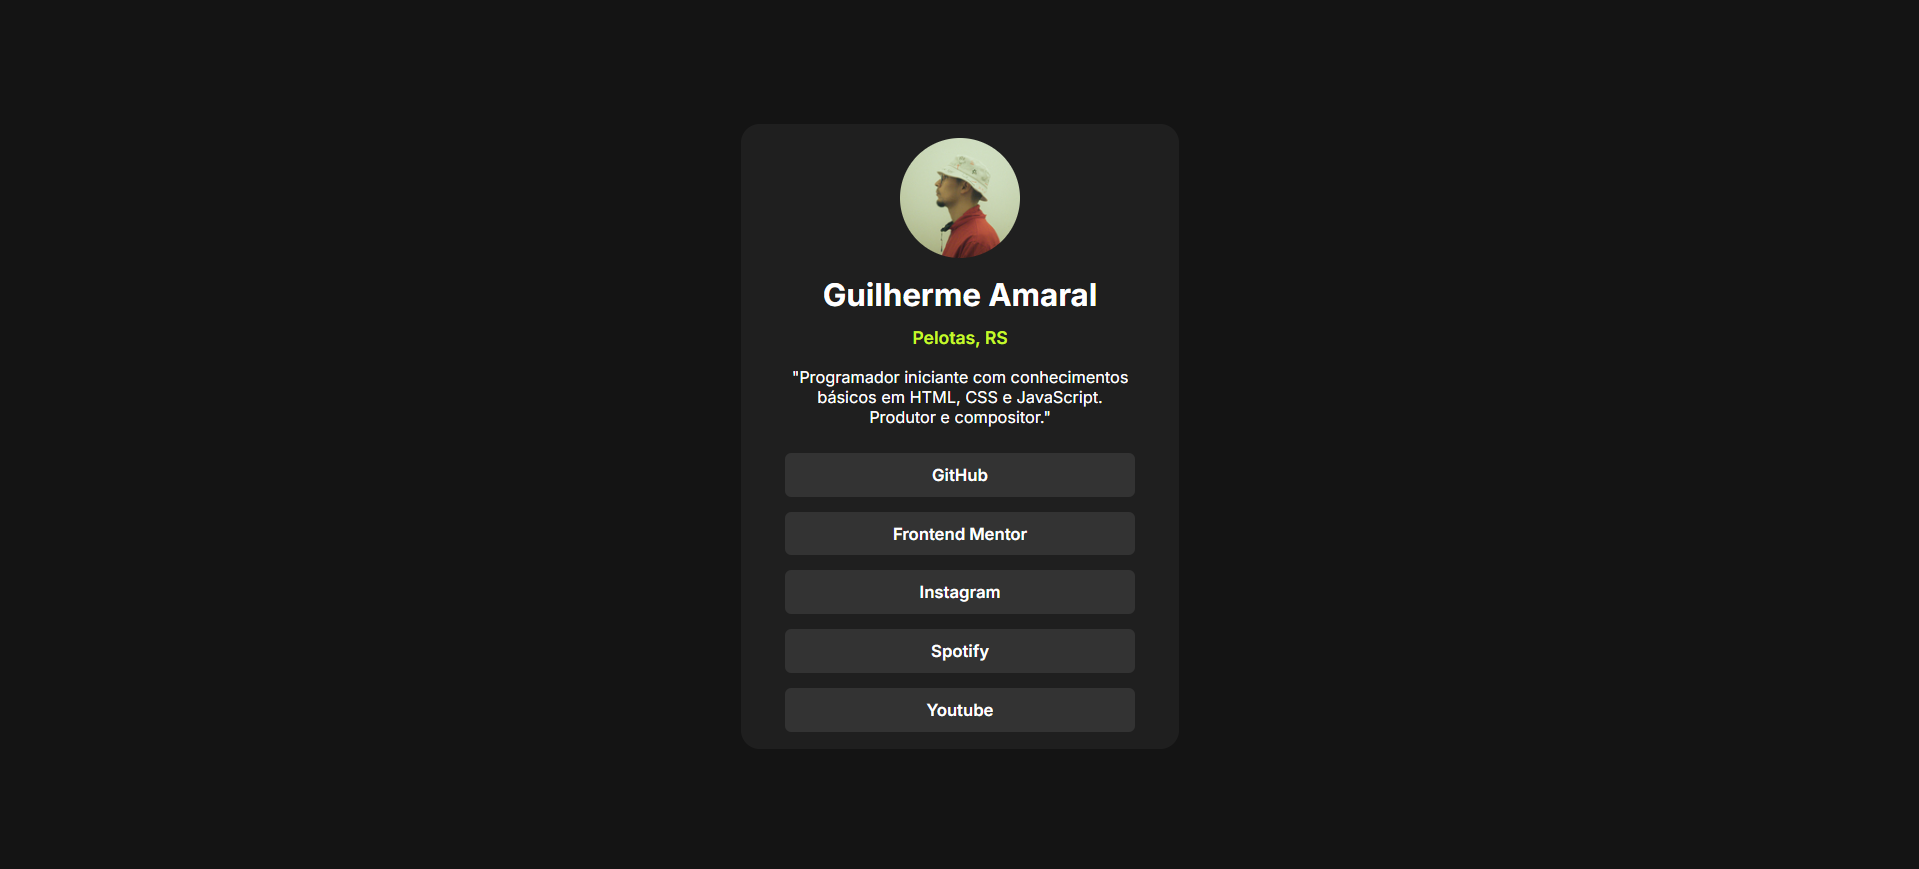 Guilherme Amaral
Pelotas, RS
"Programador iniciante com conhecimentos
básicos em HTML, CSS e JavaScript.
Produtor e compositor."
GitHub
Frontend Mentor
Instagram
Spotify
Youtube